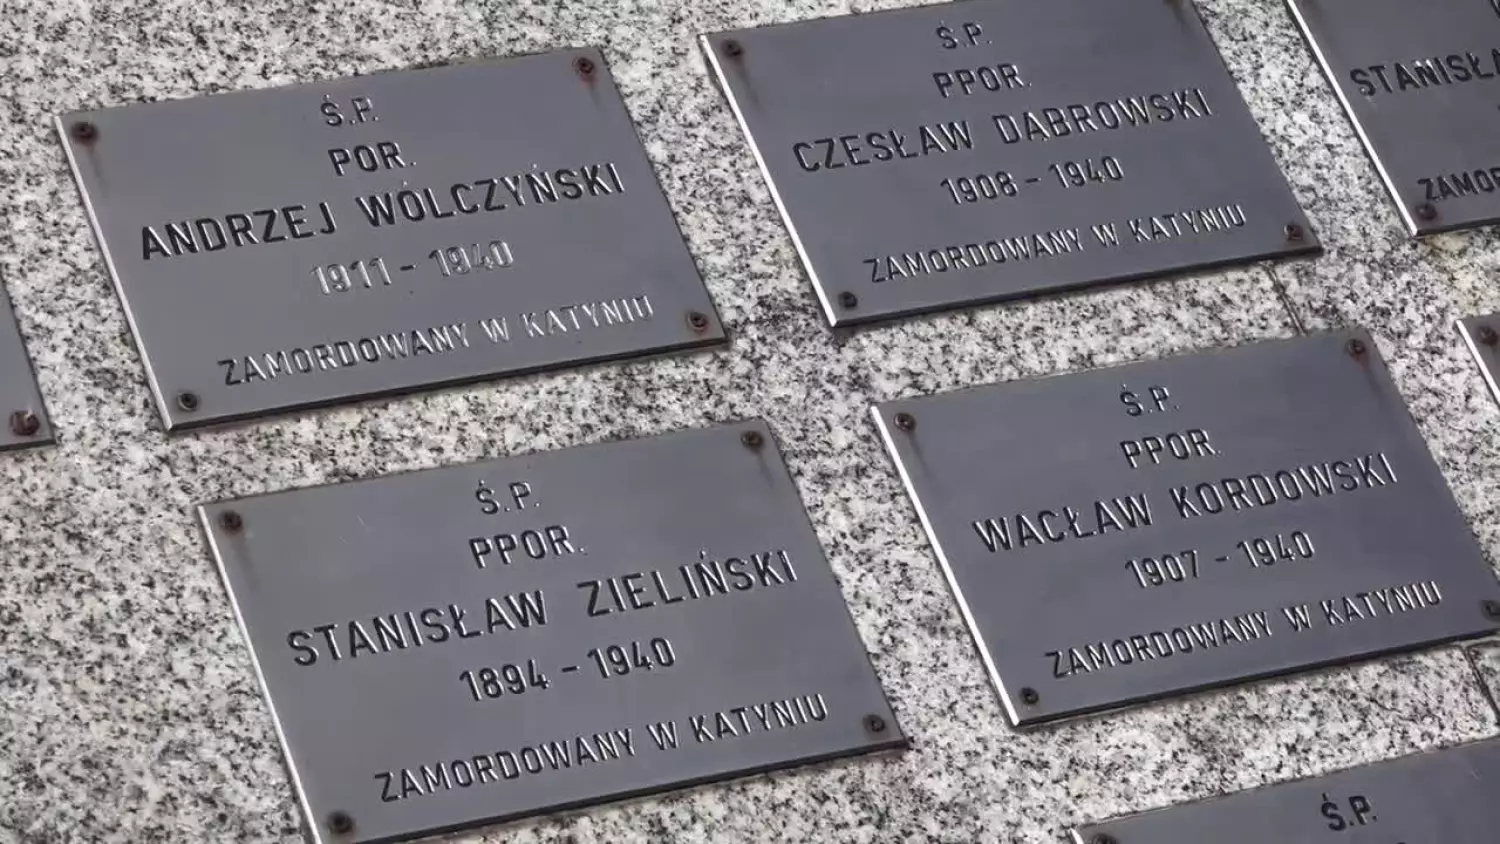 Ś.P.
POR.
ANDRZEJ WÓLCZYŃSKI
1911 - 1940
ZAMORDOWANY W KATYNIU
Ś.P.
PPOR.
CZESŁAW DĄBROWSKI
1908 - 1940
ZAMORDOWANY W KATYNIU
Ś.P.
PPOR.
STANISŁAW ZIELIŃSKI
1894 - 1940
ZAMORDOWANY W KATYNIU
Ś.P.
PPOR.
WACŁAW KORDOWSKI
1907 - 1940
ZAMORDOWANY W KATYNIU
Ś.P.